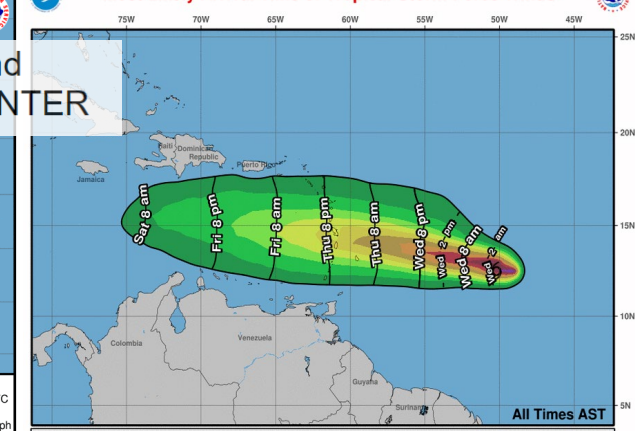 75W 70W 65W 60W 55W 50W 45W
25N
NTER
20N
Haiti Dominican
Republic
Puerto Rico
Jamaica
Sat 8 am
Fri 8 pm
Fri 8 am
Thu 8 pm
Thu 8 am
Wed 8 pm
Wed 2 pm
Wed 8 am
Wed 2 am
15N
10N
Colombia
Venezuela
Guyana
Suriname
5N
All Times AST